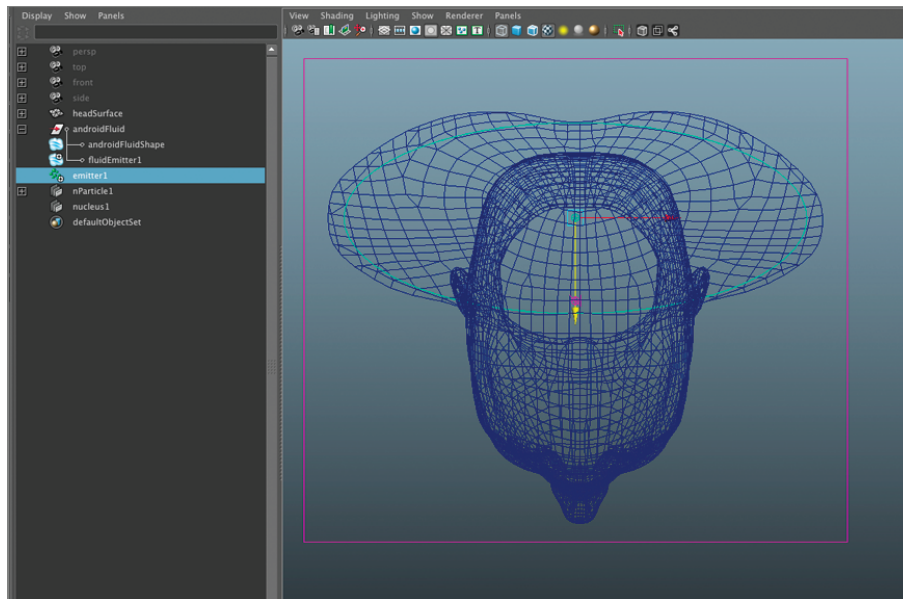 Display Show Panels
View Shading Lighting Show Renderer Panels
persp
top
front
side
headSurface
androidFluid
androidFluidShape
fluidEmitter1
emitter1
nParticle1
nucleus1
defaultObjectSet